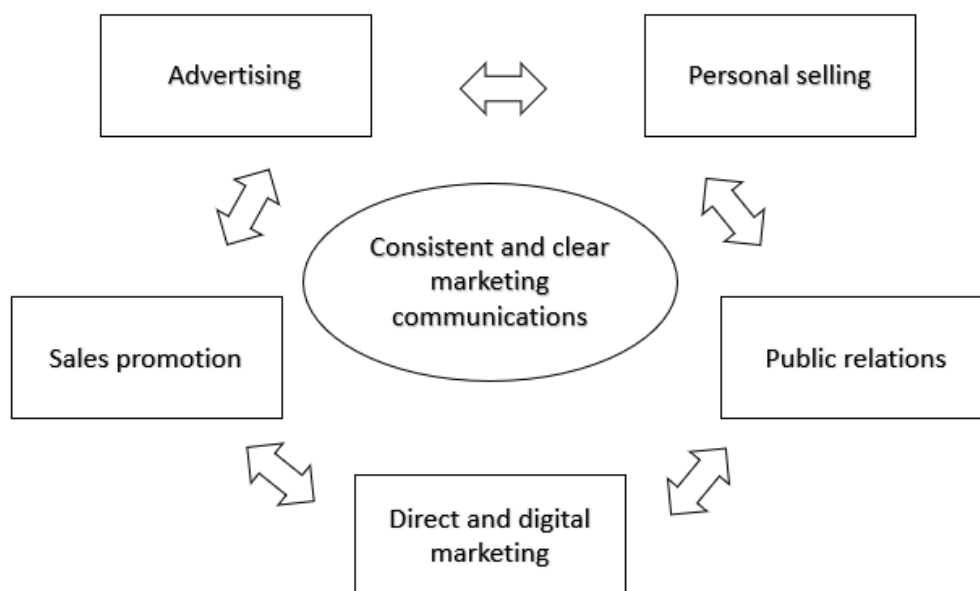 Advertising
Personal selling
Consistent and clear
marketing
communications
Sales promotion
Public relations
Direct and digital
marketing